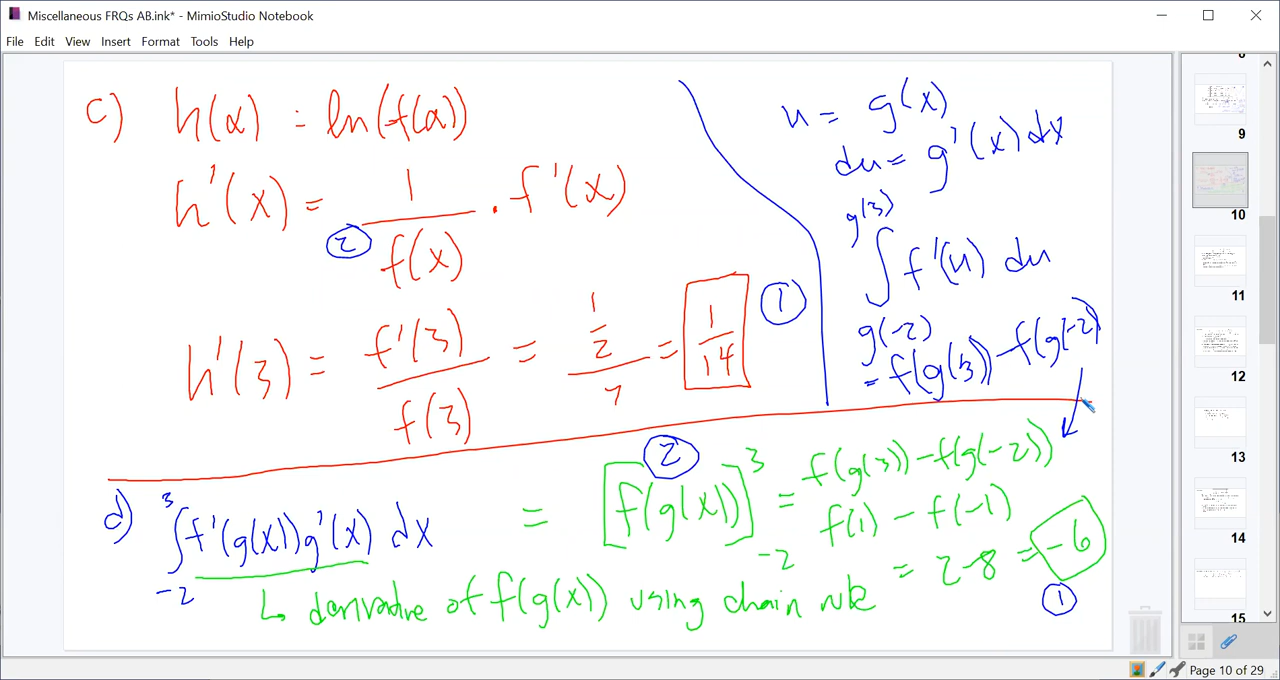 Miscellaneous FRQs AB.ink* - MimioStudio Notebook
File Edit View Insert Format Tools Help
c) h(x) = ln(f(x))
h'(x) = 1/f(x) · f'(x)
2
h'(3) = f'(3)/f(3) = 1/2/7 = 1/14
1
u = g(x)
du = g'(x) dx
g(3)
∫ f'(u) du
g(-2)
= f(g(3)) - f(g(-2))
d) ∫ 3 -2 f'(g(x)) g'(x) dx = [f(g(x))] 3 -2 = f(g(3)) - f(g(-2))
2
f(1) - f(-1)
= 2-8 = -6
1
↳ derivative of f(g(x)) using chain rule
8
9
10
11
12
13
14
15
Page 10 of 29